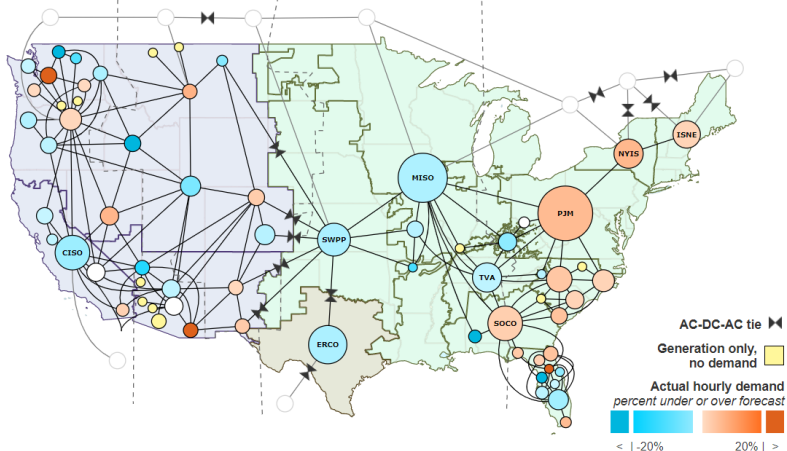 ISNE
NYIS
MISO
PJM
SWPP
CISO
TVA
SOCO
ERCO
AC-DC-AC tie
Generation only,
no demand
Actual hourly demand
percent under or over forecast
< | -20%
20% | >